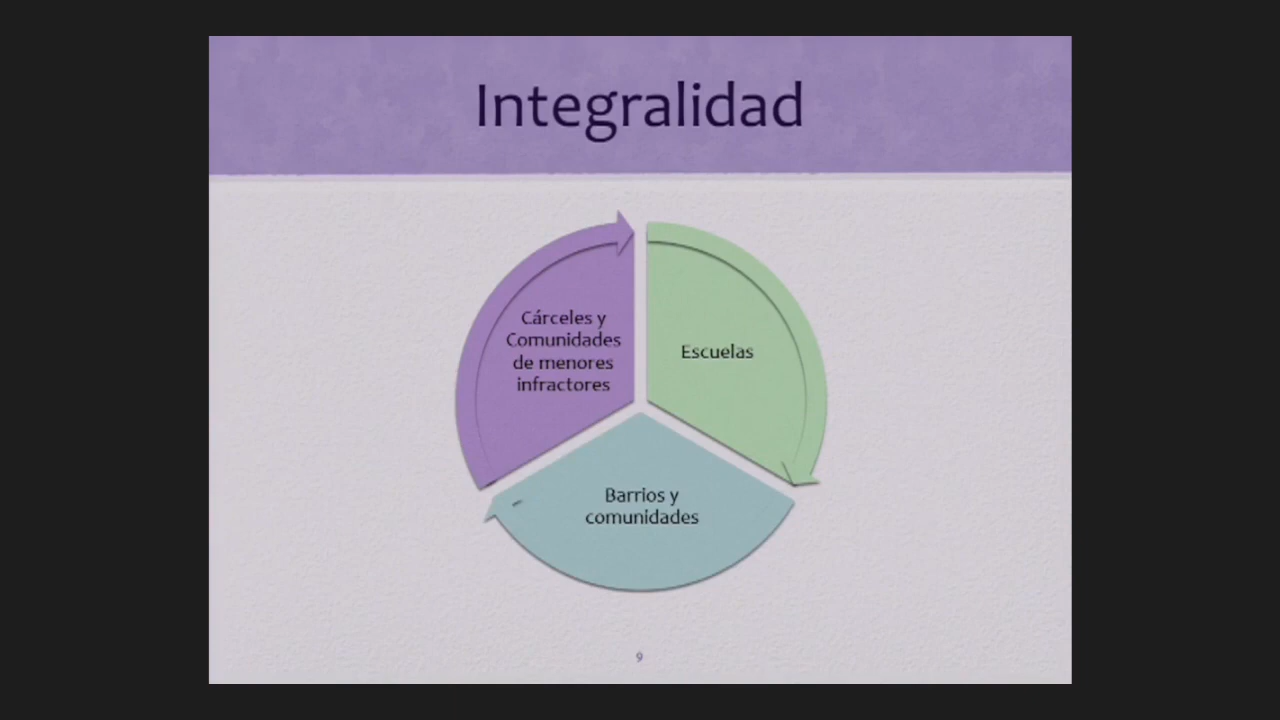 Integralidad
Cárceles y
Comunidades
de menores
infractores
Escuelas
Barrios y
comunidades
9